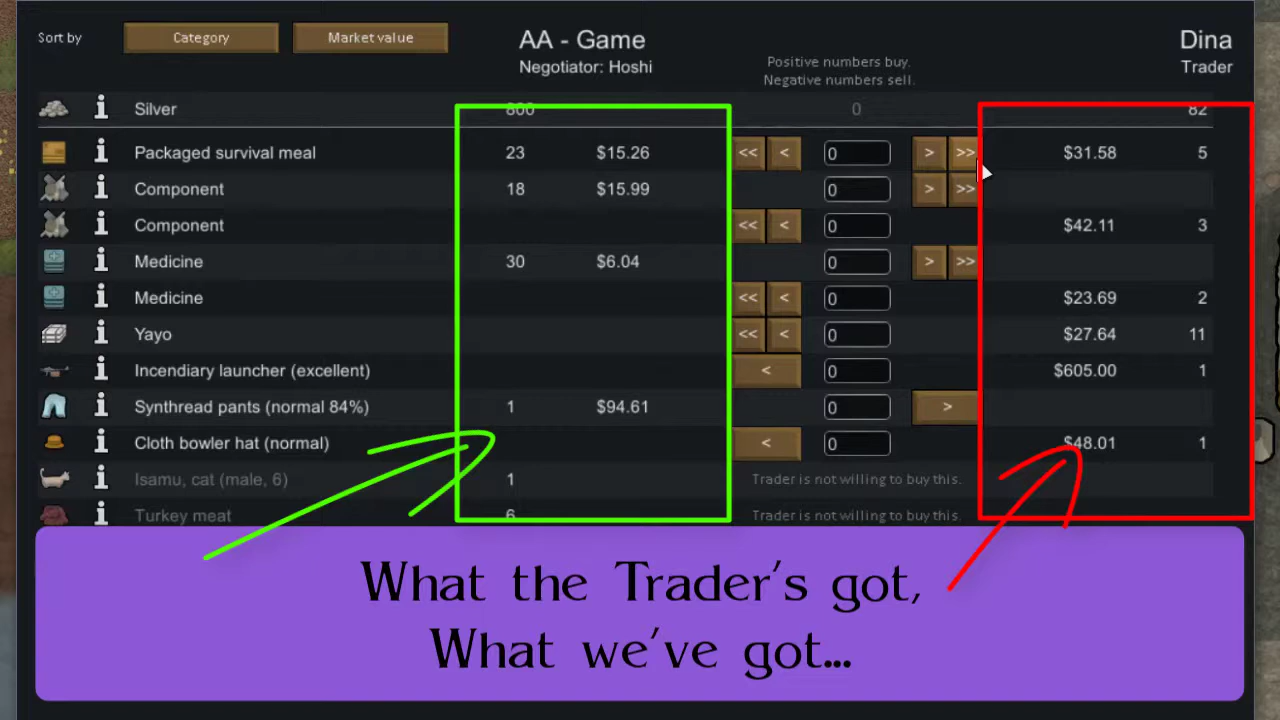 Sort by Category Market value AA - Game Dina
Negotiator: Hoshi Positive numbers buy. Trader
Negative numbers sell.
Silver 800 0 82
Packaged survival meal 23 $15.26 << < 0 > >> $31.58 5
Component 18 $15.99 0 > >>
Component << < 0 $42.11 3
Medicine 30 $6.04 0 > >>
Medicine << < 0 $23.69 2
Yayo << < 0 $27.64 11
Incendiary launcher (excellent) < 0 $605.00 1
Synthread pants (normal 84%) 1 $94.61 0 >
Cloth bowler hat (normal) < 0 $48.01 1
Isamu, cat (male, 6) 1 Trader is not willing to buy this.
Turkey meat 6 Trader is not willing to buy this.
What the Trader's got,
What we've got...